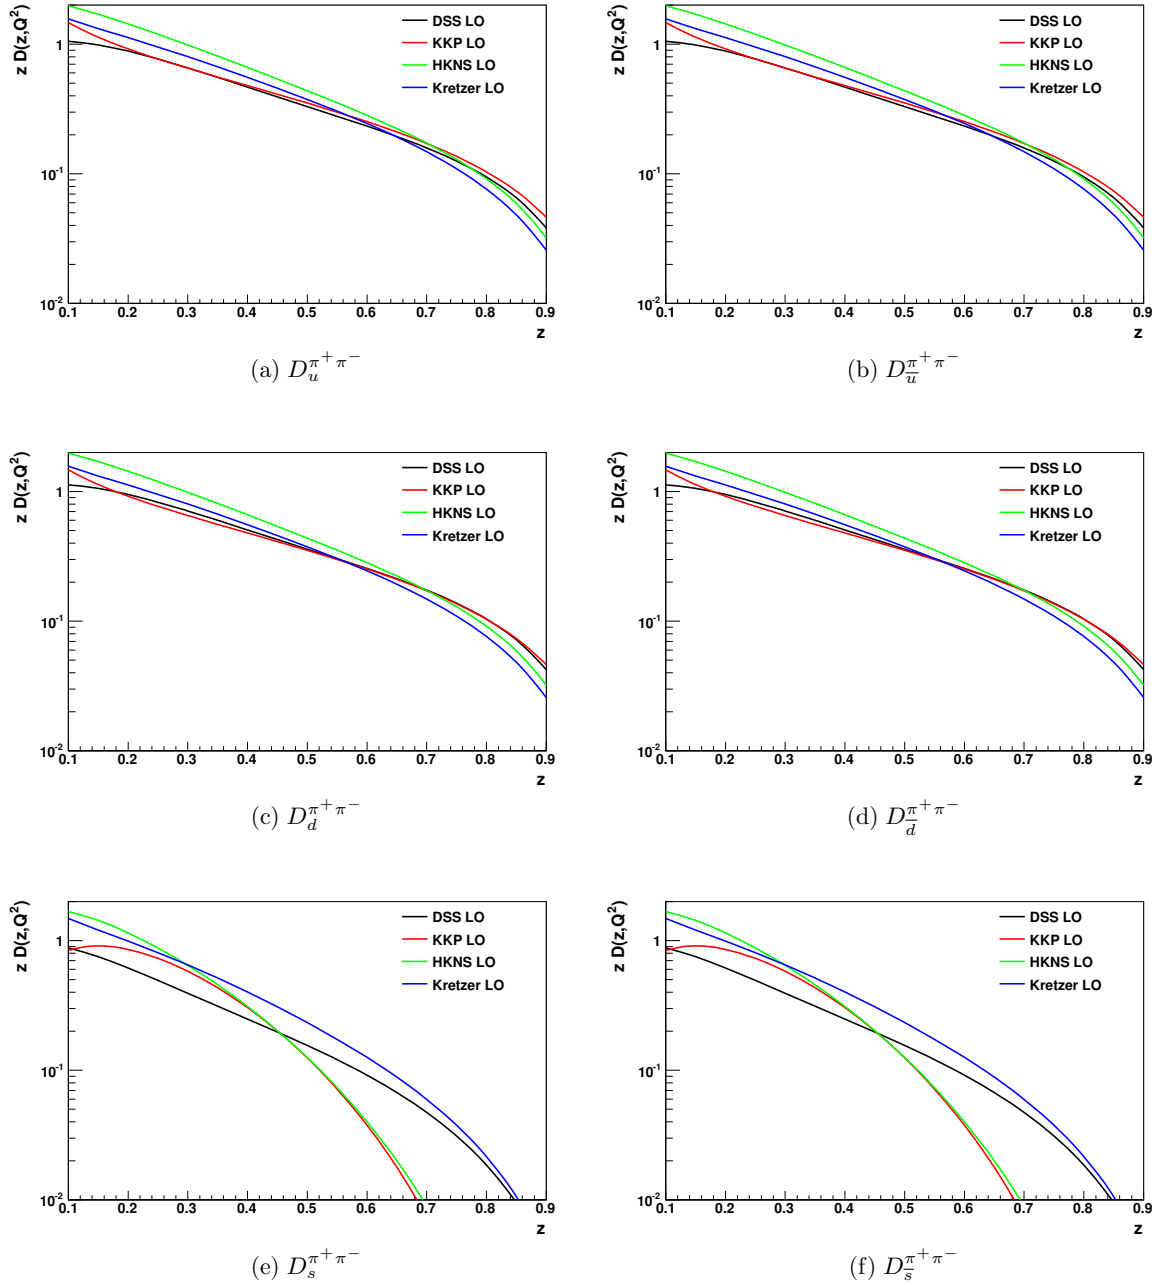 z D(z,Q²)
1
10⁻¹
10⁻²
DSS LO
KKP LO
HKNS LO
Kretzer LO
0.1 0.2 0.3 0.4 0.5 0.6 0.7 0.8 0.9
z
(a) D_u^{π⁺π⁻}
z D(z,Q²)
1
10⁻¹
10⁻²
DSS LO
KKP LO
HKNS LO
Kretzer LO
0.1 0.2 0.3 0.4 0.5 0.6 0.7 0.8 0.9
z
(b) D_{\overline{u}}^{π⁺π⁻}
z D(z,Q²)
1
10⁻¹
10⁻²
DSS LO
KKP LO
HKNS LO
Kretzer LO
0.1 0.2 0.3 0.4 0.5 0.6 0.7 0.8 0.9
z
(c) D_d^{π⁺π⁻}
z D(z,Q²)
1
10⁻¹
10⁻²
DSS LO
KKP LO
HKNS LO
Kretzer LO
0.1 0.2 0.3 0.4 0.5 0.6 0.7 0.8 0.9
z
(d) D_{\overline{d}}^{π⁺π⁻}
z D(z,Q²)
1
10⁻¹
10⁻²
DSS LO
KKP LO
HKNS LO
Kretzer LO
0.1 0.2 0.3 0.4 0.5 0.6 0.7 0.8 0.9
z
(e) D_s^{π⁺π⁻}
z D(z,Q²)
1
10⁻¹
10⁻²
DSS LO
KKP LO
HKNS LO
Kretzer LO
0.1 0.2 0.3 0.4 0.5 0.6 0.7 0.8 0.9
z
(f) D_{\overline{s}}^{π⁺π⁻}